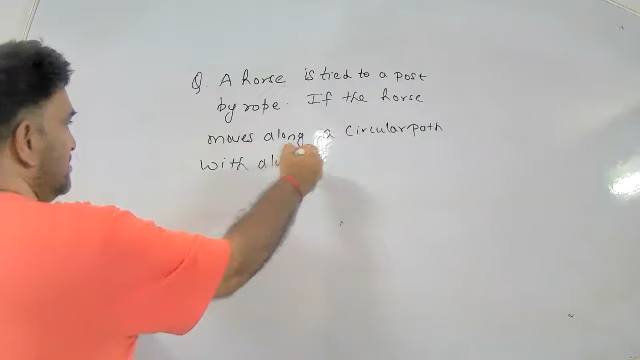 Q. A horse is tied to a post
by rope. If the horse
moves along a circular path
with